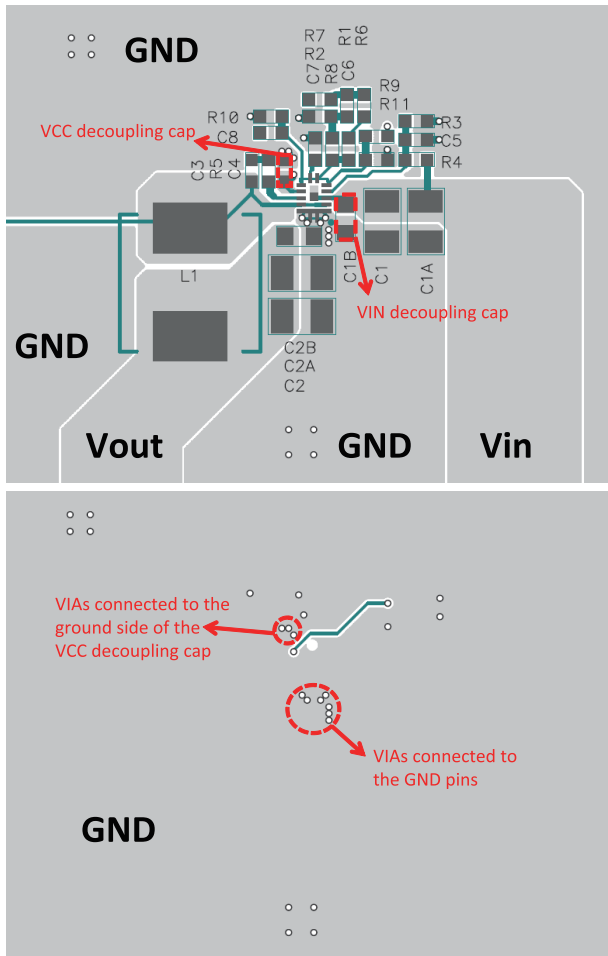 GND
R7
R2
C7
R8
C6
R1
R6
R9
R11
R10
C8
R3
C5
R4
VCC decoupling cap
C3
R5
C4
L1
C1B
C1
C1A
VIN decoupling cap
GND
C2B
C2A
C2
Vout
GND
Vin
VIAs connected to the
ground side of the
VCC decoupling cap
VIAs connected to
the GND pins
GND